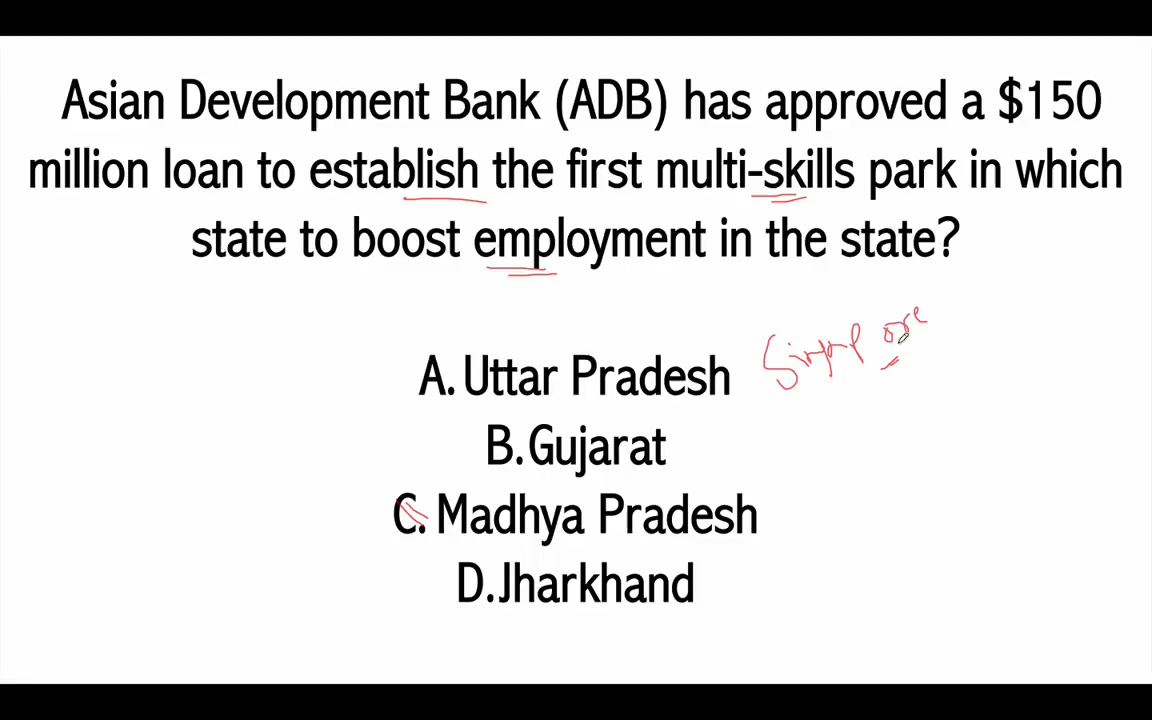 Asian Development Bank (ADB) has approved a $150
million loan to establish the first multi-skills park in which
state to boost employment in the state?
Singapore
A. Uttar Pradesh
B. Gujarat
C. Madhya Pradesh
D. Jharkhand